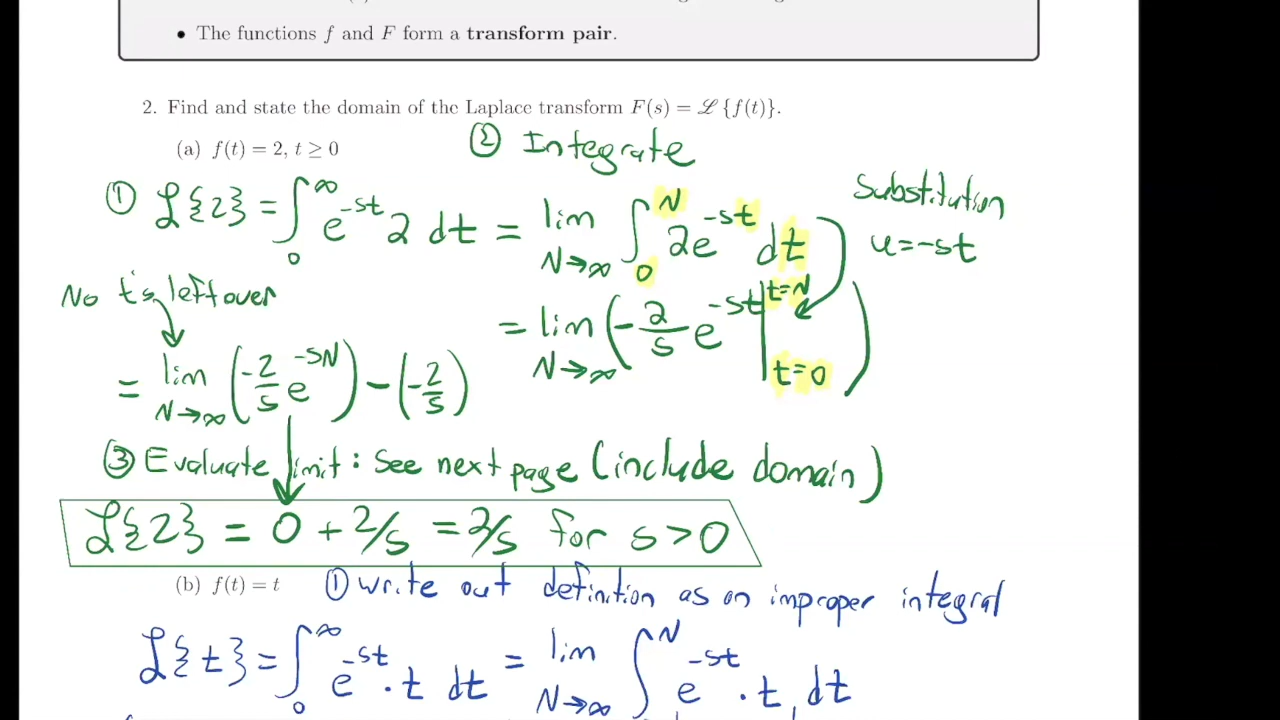 • The functions f and F form a transform pair.
2. Find and state the domain of the Laplace transform F(s) = ℒ {f(t)}.
(a) f(t) = 2, t ≥ 0
② Integrate
① ℒ{2} = ∫₀^∞ e^{-st} 2 dt = lim_{N→∞} ∫₀^N 2e^{-st} dt
Substitution
u = -st
No t's leftover
= lim_{N→∞} (-2/s e^{-st} |_{t=0}^{t=N})
= lim_{N→∞} (-2/s e^{-sN}) - (-2/s)
③ Evaluate limit: See next page (include domain)
ℒ{2} = 0 + 2/s = 2/s for s > 0
(b) f(t) = t
① Write out definition as an improper integral
ℒ{t} = ∫₀^∞ e^{-st} · t dt = lim_{N→∞} ∫^N e^{-st} · t dt